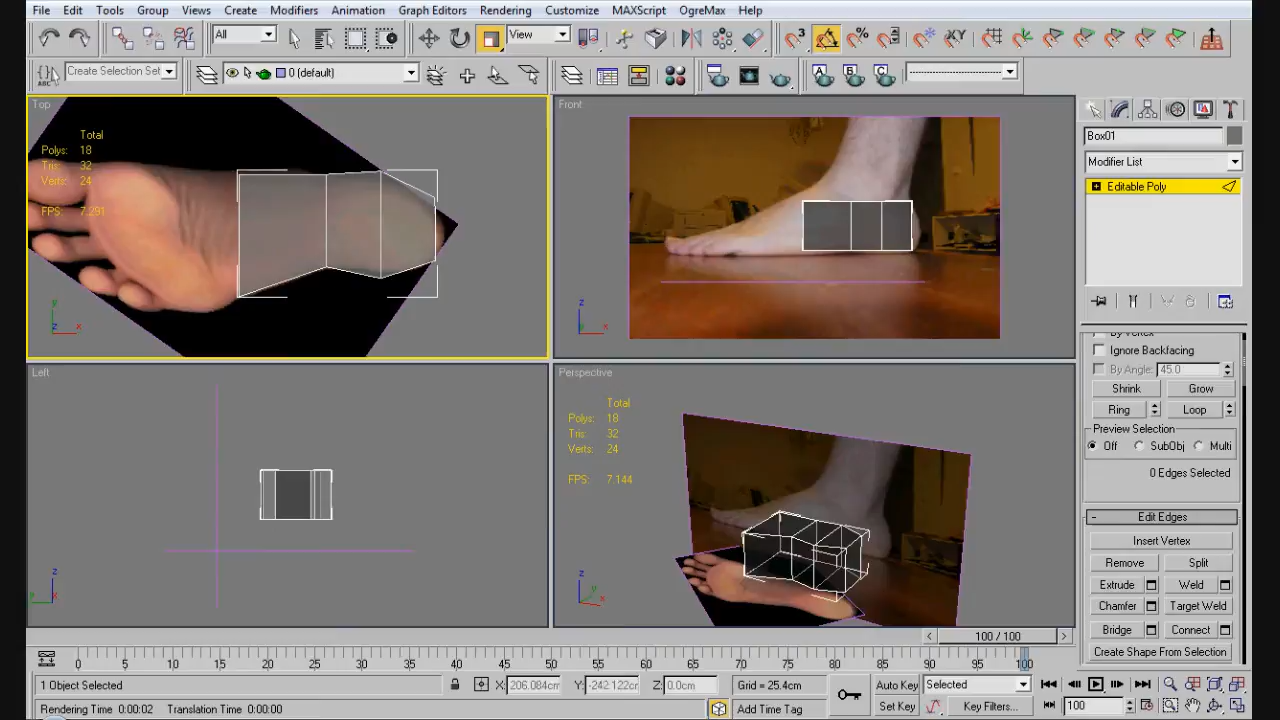 File Edit Tools Group Views Create Modifiers Animation Graph Editors Rendering Customize MAXScript OgreMax Help
All View
Create Selection Set 0 (default)
Top
Total
Polys: 18
Tris: 32
Verts: 24
FPS: 7.291
y
z x
Front
z
x
Left
z
Perspective
Total
Polys: 18
Tris: 32
Verts: 24
FPS: 7.144
z
y
x
Box01
Modifier List
Editable Poly
By Vertex
Ignore Backfacing
By Angle: 45.0
Shrink Grow
Ring Loop
Preview Selection
Off SubObj Multi
0 Edges Selected
- Edit Edges
Insert Vertex
Remove Split
Extrude Weld
Chamfer Target Weld
Bridge Connect
Create Shape From Selection
< 100 / 100 >
0 5 10 15 20 25 30 35 40 45 50 55 60 65 70 75 80 85 90 95 100
1 Object Selected X: 206.084cm Y: -242.122cm Z: 0.0cm Grid = 25.4cm Auto Key Selected
Rendering Time 0:00:02 Translation Time 0:00:00 Add Time Tag Set Key Key Filters... 100